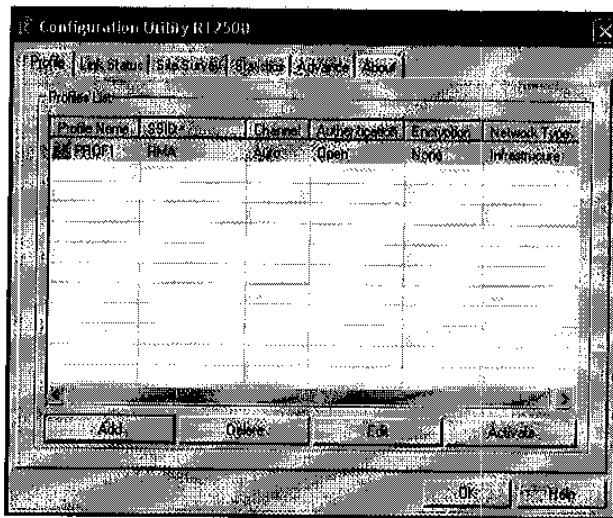 Configuration Utility RT2500
Profile Link Status Site Survey Statistics Advance About
Profiles List
Profile Name SSID Channel Authentication Encryption Network Type
PROF1 HMA Auto Open None Infrastructure
Add Delete Edit Activate
OK Help